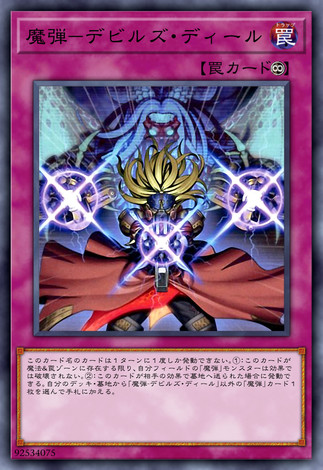 魔弾－デビルズ・ディール
罠
トラップ
【罠カード】
このカード名のカードは１ターンに１度しか発動できない。①：このカードが
魔法&罠ゾーンに存在する限り、自分フィールドの「魔弾」モンスターは効果
では破壊されない。②：このカードが相手の効果で墓地へ送られた場合に発動で
きる。自分のデッキ・墓地から「魔弾-デビルズ・ディール」以外の「魔弾」カード１
枚を選んで手札に加える。
92534075